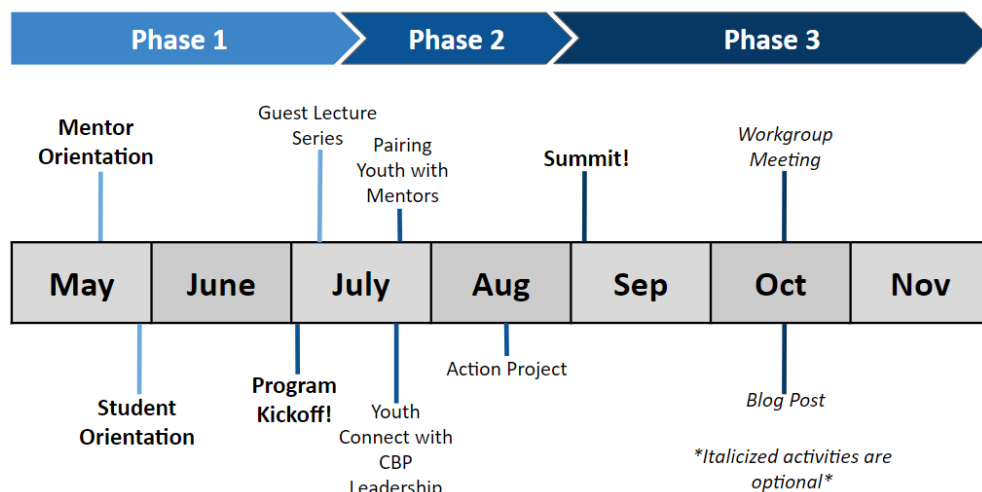 Phase 1
Phase 2
Phase 3
Mentor
Orientation
Guest Lecture
Series
Pairing
Youth with
Mentors
Summit!
Workgroup
Meeting
May
June
July
Aug
Sep
Oct
Nov
Student
Orientation
Program
Kickoff!
Youth
Connect with
CBP
Leadership
Action Project
Blog Post
*Italicized activities are
optional*